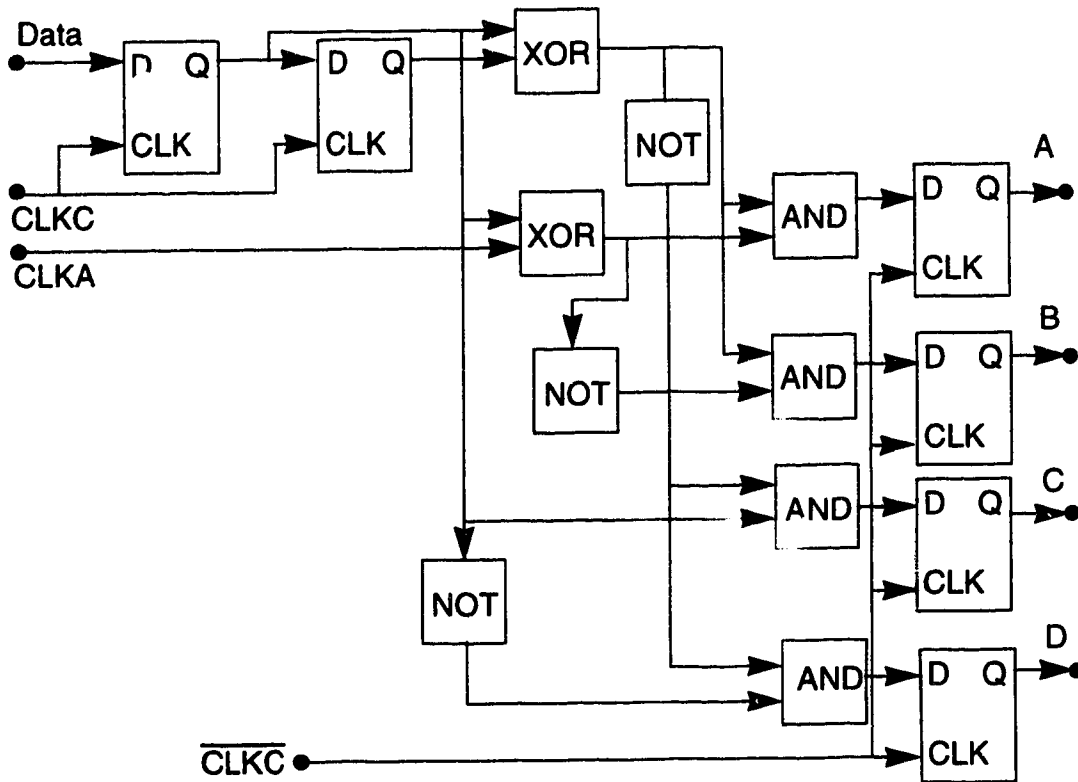 Data
D Q
CLK
D Q
CLK
XOR
NOT
CLKC
CLKA
XOR
AND
D Q
CLK
A
NOT
AND
D Q
CLK
B
AND
D Q
CLK
C
NOT
AND
D Q
CLK
D
CLKC